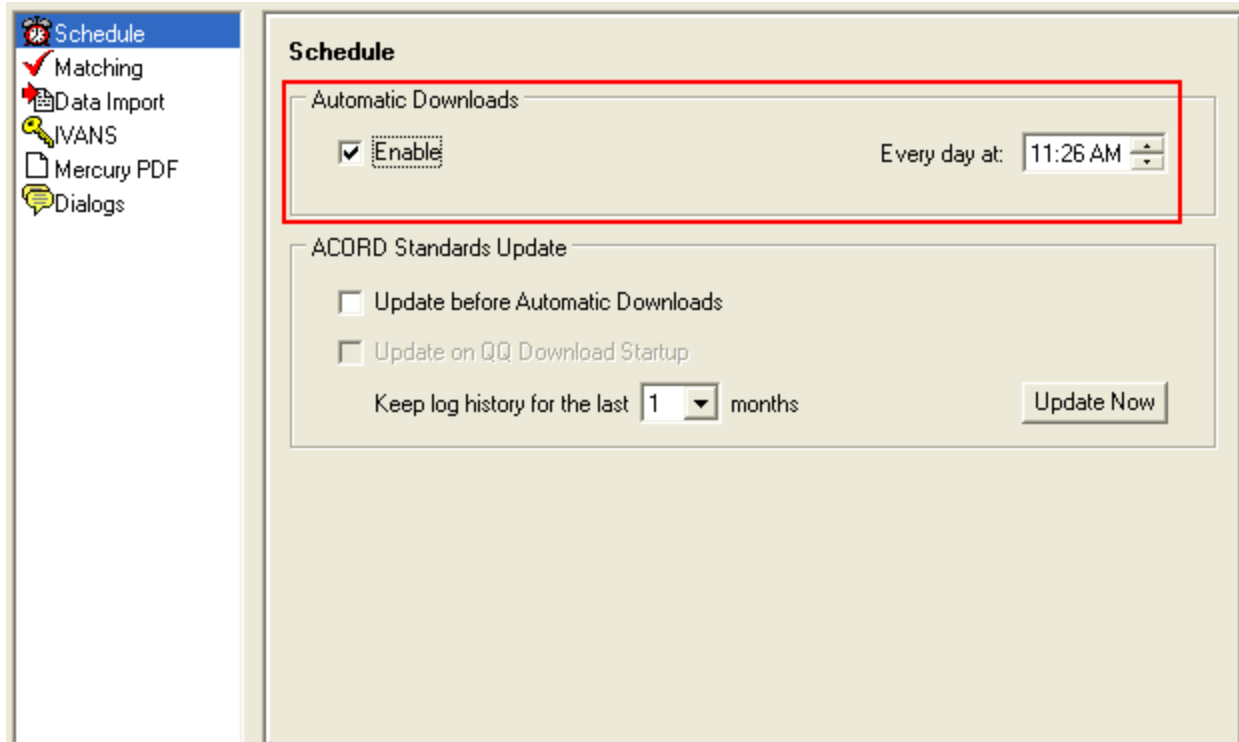 Schedule
Matching
Data Import
IVANS
Mercury PDF
Dialogs
Schedule
Automatic Downloads
Enable
Every day at: 11:26 AM
ACORD Standards Update
Update before Automatic Downloads
Update on QQ Download Startup
Keep log history for the last 1 months
Update Now